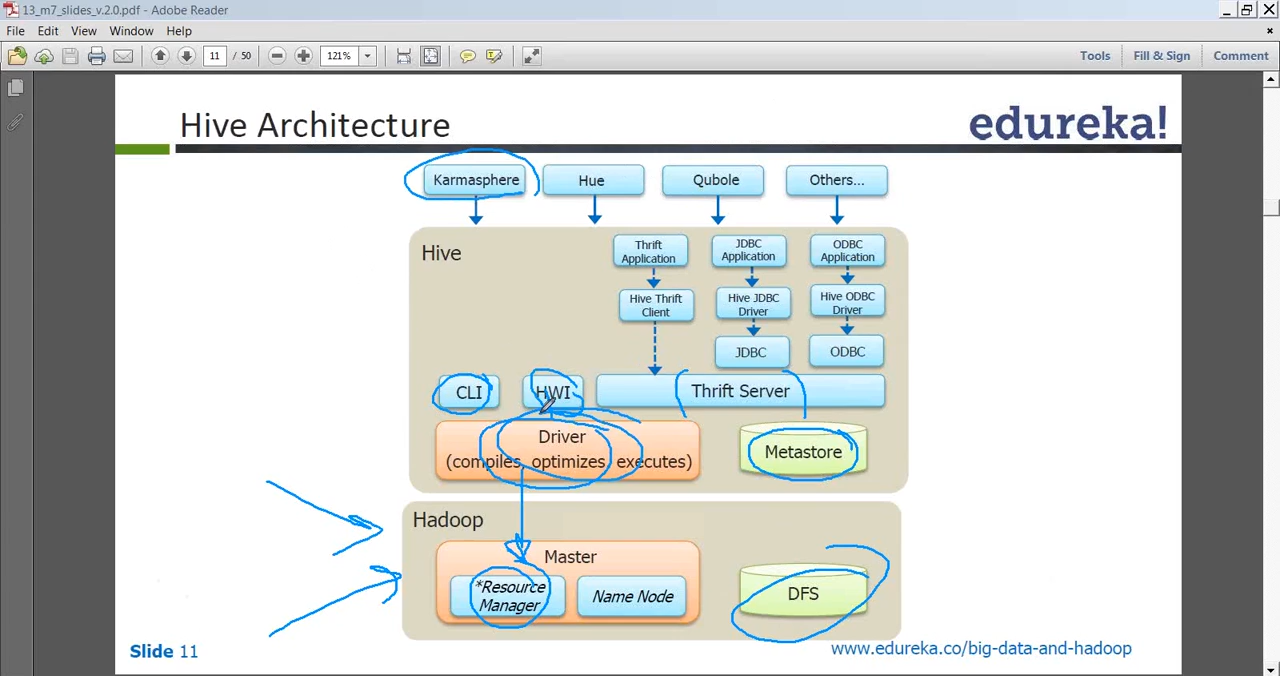 13_m7_slides_v.2.0.pdf - Adobe Reader
File Edit View Window Help
11 / 50 121% Tools Fill & Sign Comment
Hive Architecture
edureka!
Karmasphere Hue Qubole Others...
Hive
Thrift
Application
JDBC
Application
ODBC
Application
Hive Thrift
Client
Hive JDBC
Driver
Hive ODBC
Driver
JDBC ODBC
CLI HWI Thrift Server
Driver
(compiles optimizes executes)
Metastore
Hadoop
Master
*Resource
Manager
Name Node
DFS
Slide 11
www.edureka.co/big-data-and-hadoop